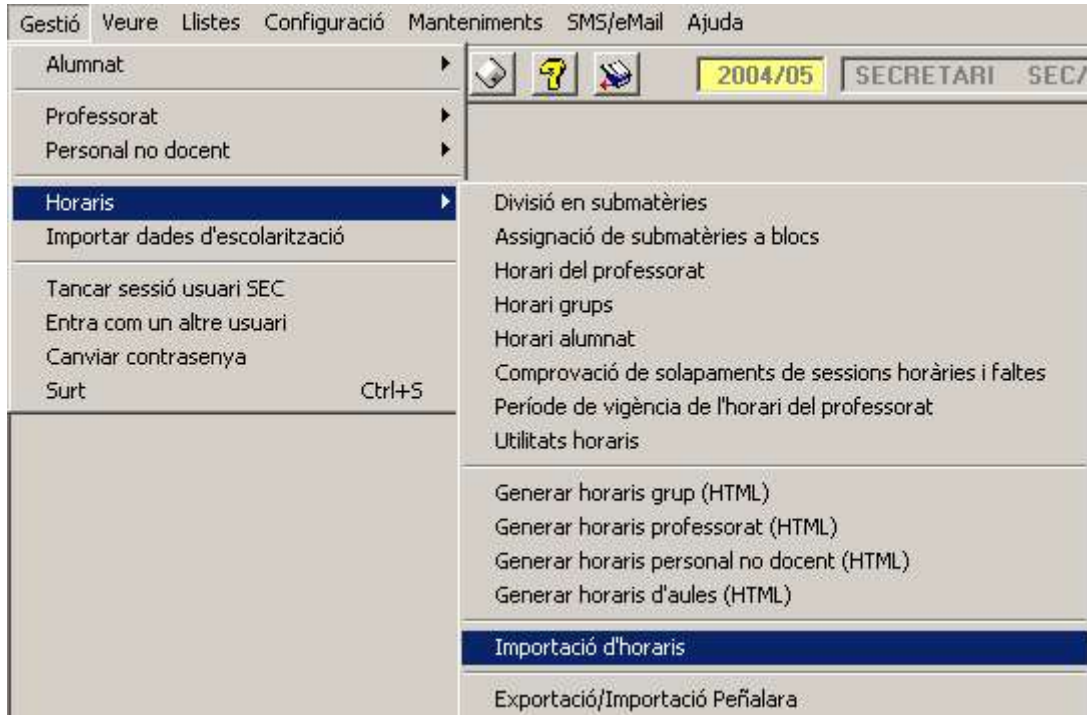 Gestió Veure Llistes Configuració Manteniments SMS/eMail Ajuda
2004/05 SECRETARI SEC/
Alumnat
Professorat
Personal no docent
Horaris
Importar dades d'escolarització
Tancar sessió usuari SEC
Entra com un altre usuari
Canviar contrasenya
Surt Ctrl+S
Divisió en submatèries
Assignació de submatèries a blocs
Horari del professorat
Horari grups
Horari alumnat
Comprovació de solapaments de sessions horàries i faltes
Període de vigència de l'horari del professorat
Utilitats horaris
Generar horaris grup (HTML)
Generar horaris professorat (HTML)
Generar horaris personal no docent (HTML)
Generar horaris d'aules (HTML)
Importació d'horaris
Exportació/Importació Peñalara